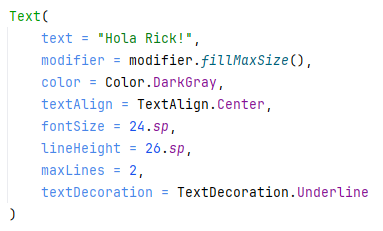 Text(
    text = "Hola Rick!",
    modifier = modifier.fillMaxSize(),
    color = Color.DarkGray,
    textAlign = TextAlign.Center,
    fontSize = 24.sp,
    lineHeight = 26.sp,
    maxLines = 2,
    textDecoration = TextDecoration.Underline
)